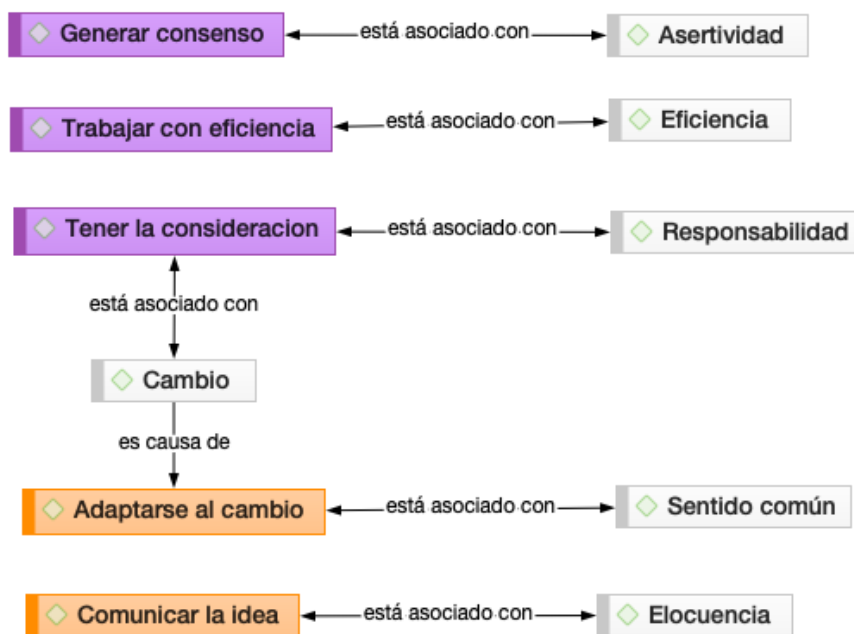 Generar consenso está asociado con Asertividad
Trabajar con eficiencia está asociado con Eficiencia
Tener la consideracion está asociado con Responsabilidad
está asociado con
Cambio
es causa de
Adaptarse al cambio está asociado con Sentido común
Comunicar la idea está asociado con Elocuencia